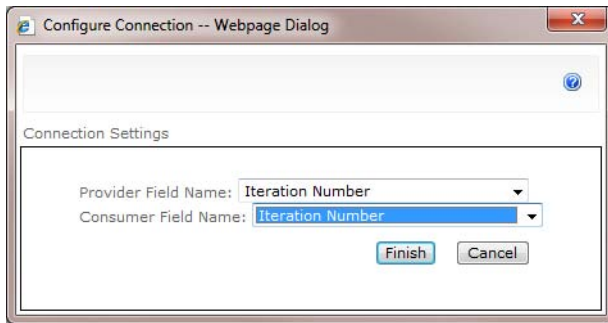 Configure Connection -- Webpage Dialog
Connection Settings
Provider Field Name: Iteration Number
Consumer Field Name: Iteration Number
Finish Cancel